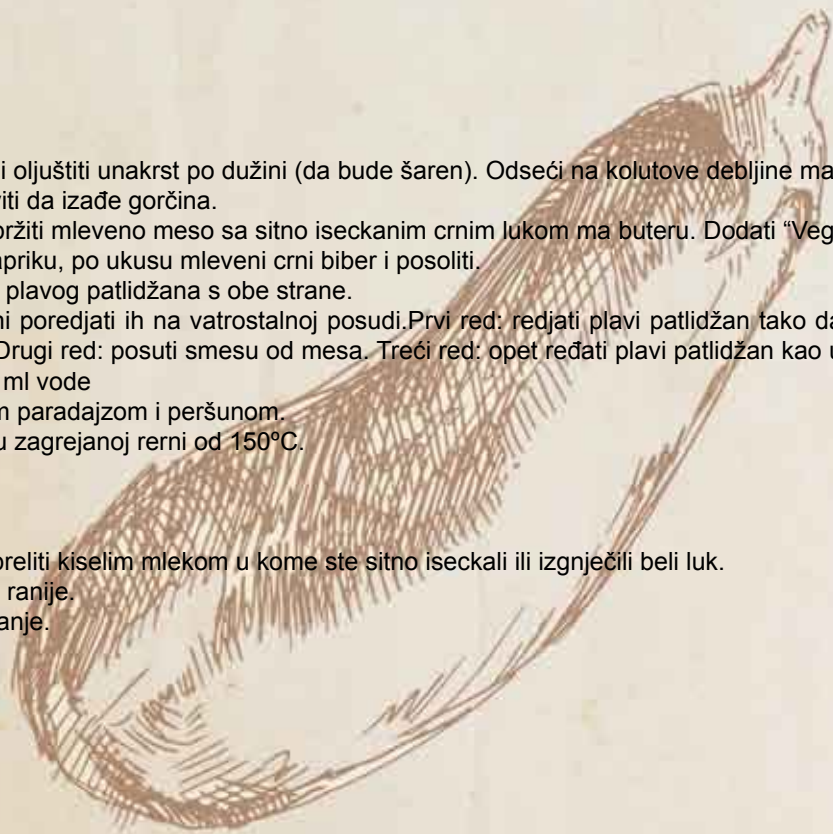 i oljuštiti unakrst po dužini (da bude šaren). Odseći na kolutove debljine ma
iti da izađe gorčina.
pržiti mleveno meso sa sitno iseckanim crnim lukom ma buteru. Dodati “Veg
apriku, po ukusu mleveni crni biber i posoliti.
plavog patlidžana s obe strane.
ni poredjati ih na vatrostalnoj posudi.Prvi red: redjati plavi patlidžan tako da
Drugi red: posuti smesu od mesa. Treći red: opet ređati plavi patlidžan kao u
ml vode
m paradajzom i peršunom.
u zagrejanoj rerni od 150ºC.
preliti kiselim mlekom u kome ste sitno iseckali ili izgnječili beli luk.
ranije.
anje.